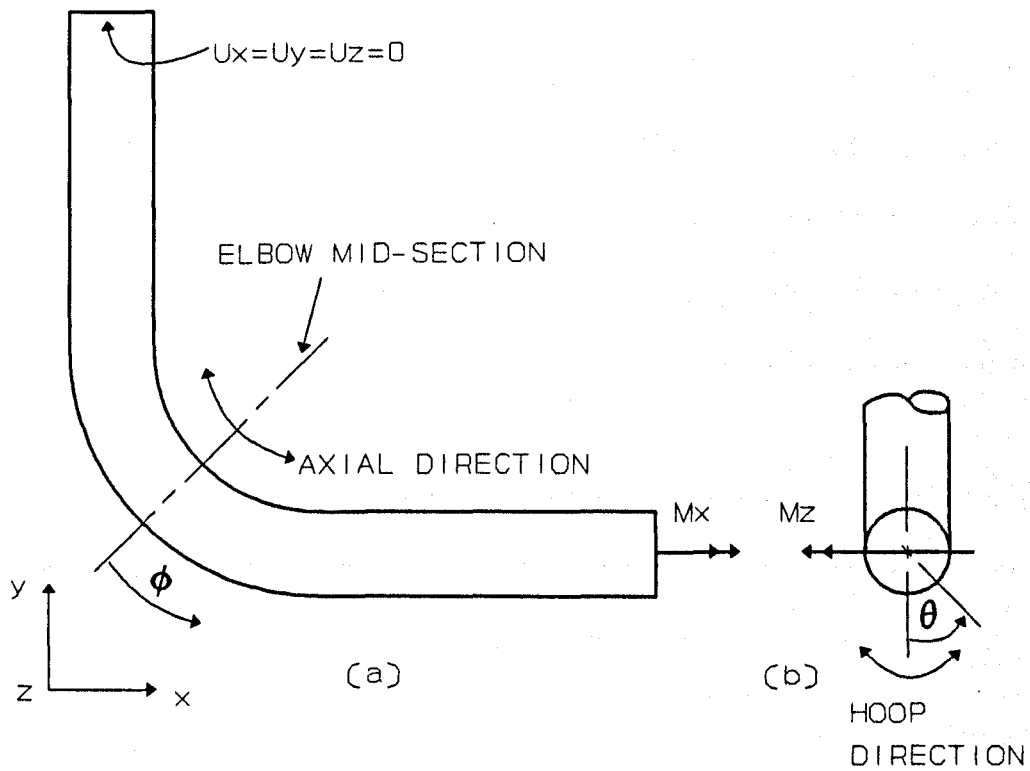 Ux=Uy=Uz=0
ELBOW MID-SECTION
AXIAL DIRECTION
Mx
Mz
ϕ
θ
y
z
x
(a)
(b)
HOOP
DIRECTION